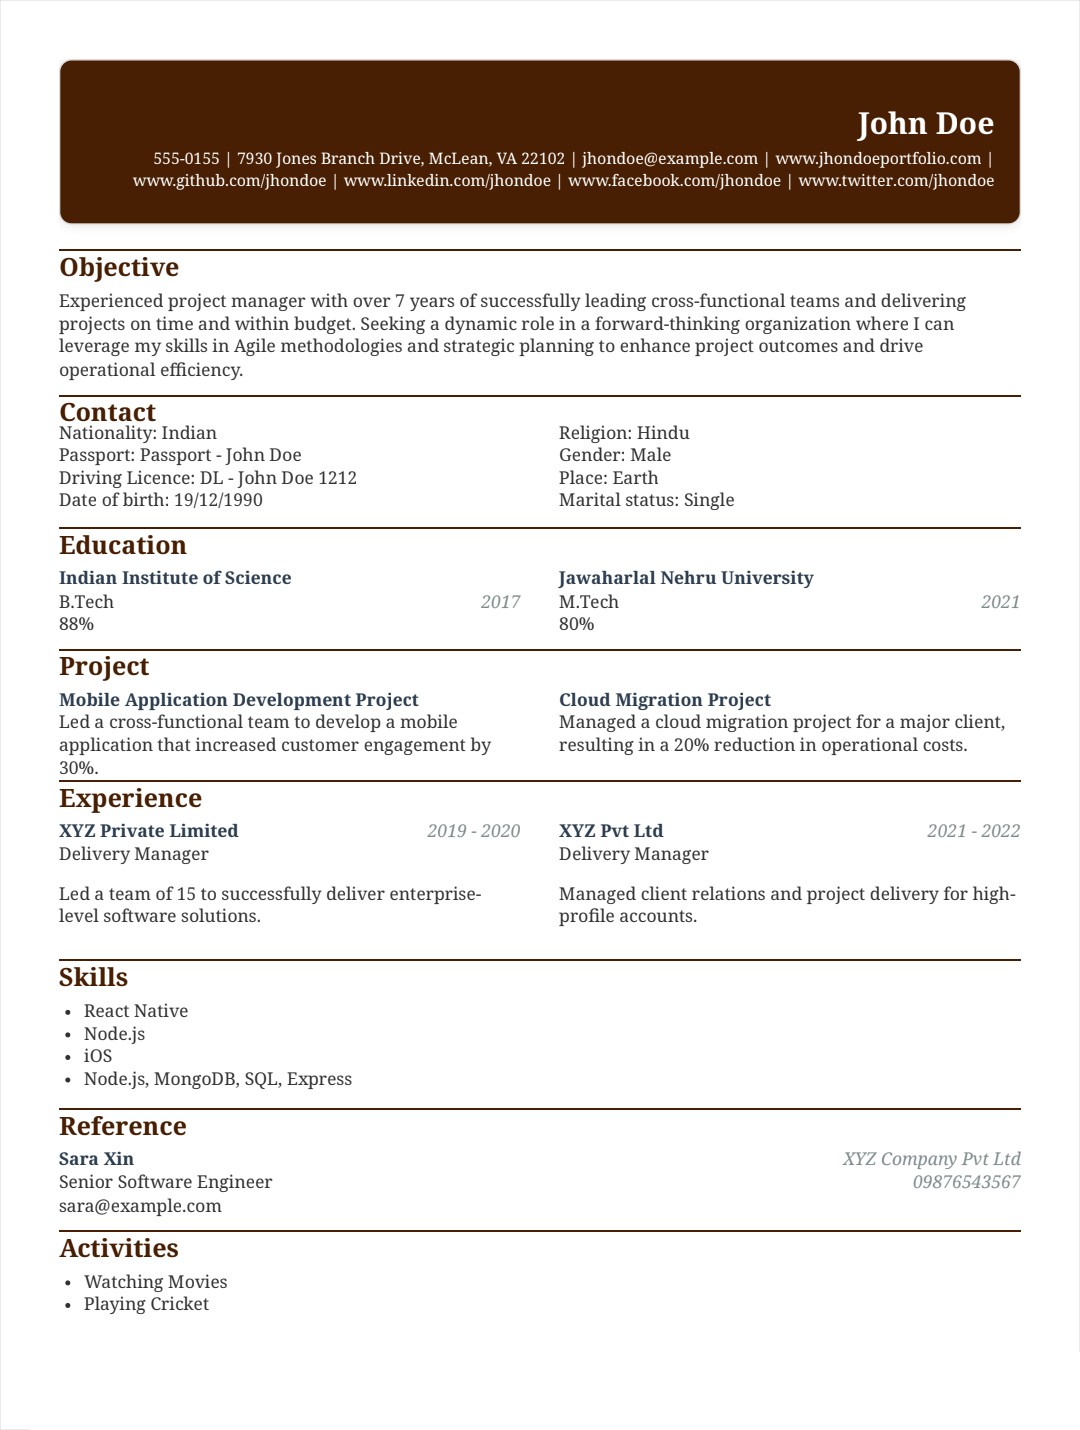 John Doe
555-0155 | 7930 Jones Branch Drive, McLean, VA 22102 | jhondoe@example.com | www.jhondoeportfolio.com |
www.github.com/jhondoe | www.linkedin.com/jhondoe | www.facebook.com/jhondoe | www.twitter.com/jhondoe
Objective
Experienced project manager with over 7 years of successfully leading cross-functional teams and delivering
projects on time and within budget. Seeking a dynamic role in a forward-thinking organization where I can
leverage my skills in Agile methodologies and strategic planning to enhance project outcomes and drive
operational efficiency.
Contact
Nationality: Indian
Passport: Passport - John Doe
Driving Licence: DL - John Doe 1212
Date of birth: 19/12/1990
Religion: Hindu
Gender: Male
Place: Earth
Marital status: Single
Education
Indian Institute of Science
B.Tech 2017
88%
Jawaharlal Nehru University
M.Tech 2021
80%
Project
Mobile Application Development Project
Led a cross-functional team to develop a mobile
application that increased customer engagement by
30%.
Cloud Migration Project
Managed a cloud migration project for a major client,
resulting in a 20% reduction in operational costs.
Experience
XYZ Private Limited 2019 - 2020
Delivery Manager
Led a team of 15 to successfully deliver enterprise-
level software solutions.
XYZ Pvt Ltd 2021 - 2022
Delivery Manager
Managed client relations and project delivery for high-
profile accounts.
Skills
• React Native
• Node.js
• iOS
• Node.js, MongoDB, SQL, Express
Reference
Sara Xin XYZ Company Pvt Ltd
Senior Software Engineer 09876543567
sara@example.com
Activities
• Watching Movies
• Playing Cricket